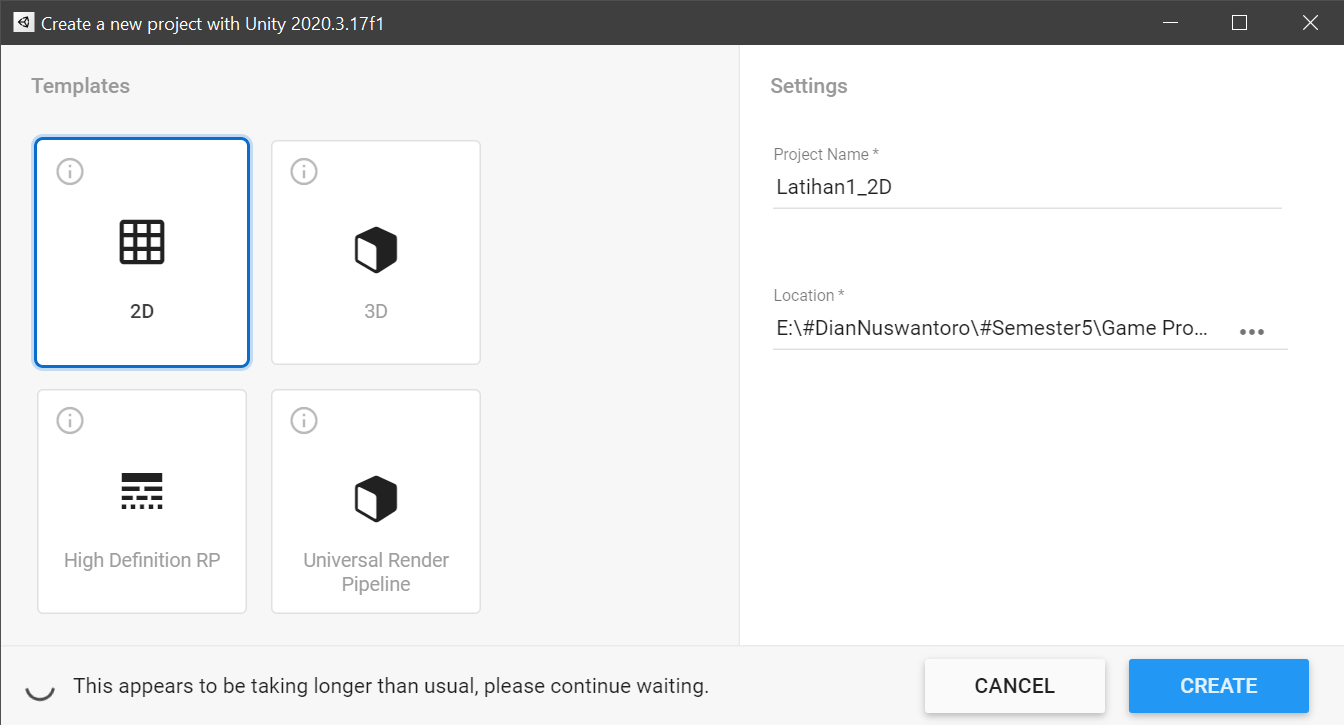 Create a new project with Unity 2020.3.17f1
Templates
2D
3D
High Definition RP
Universal Render
Pipeline
Settings
Project Name *
Latihan1_2D
Location *
E:\#DianNuswantoro\#Semester5\Game Pro...
This appears to be taking longer than usual, please continue waiting.
CANCEL
CREATE